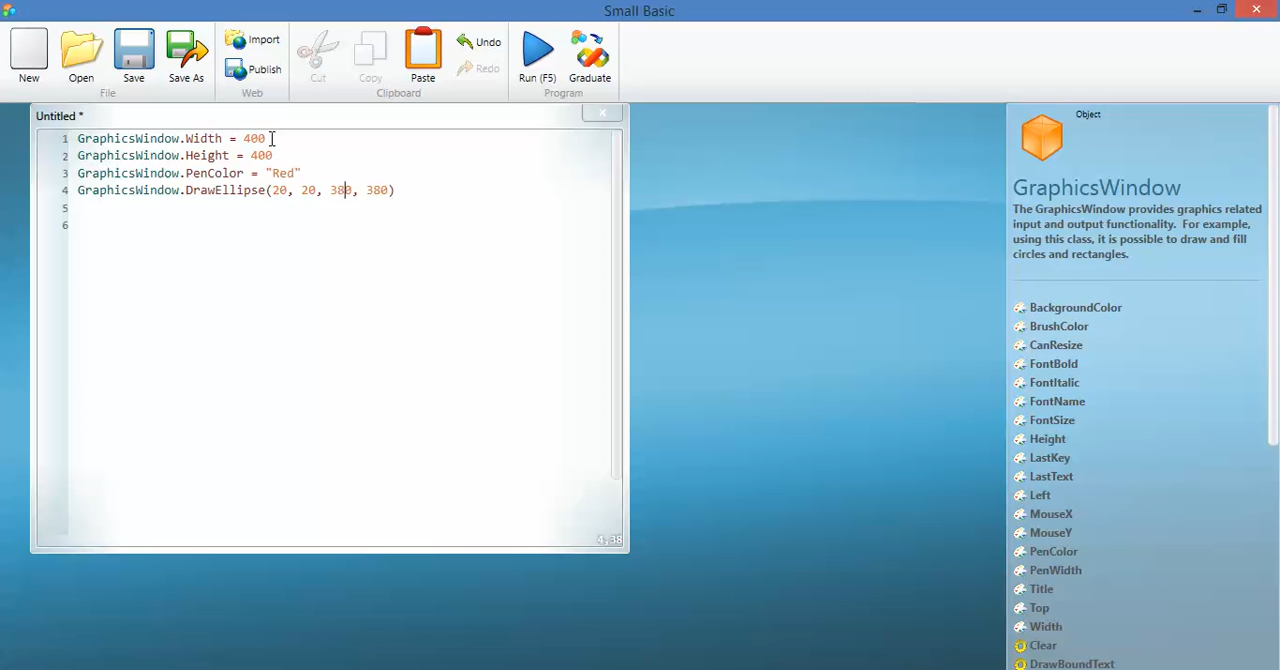 Small Basic
New
Open
Save
Save As
File
Import
Publish
Web
Cut
Copy
Paste
Undo
Redo
Clipboard
Run (F5)
Graduate
Program
Untitled *
1 GraphicsWindow.Width = 400
2 GraphicsWindow.Height = 400
3 GraphicsWindow.PenColor = "Red"
4 GraphicsWindow.DrawEllipse(20, 20, 380, 380)
5
6
4,38
Object
GraphicsWindow
The GraphicsWindow provides graphics related
input and output functionality. For example,
using this class, it is possible to draw and fill
circles and rectangles.
BackgroundColor
BrushColor
CanResize
FontBold
FontItalic
FontName
FontSize
Height
LastKey
LastText
Left
MouseX
MouseY
PenColor
PenWidth
Title
Top
Width
Clear
DrawBoundText